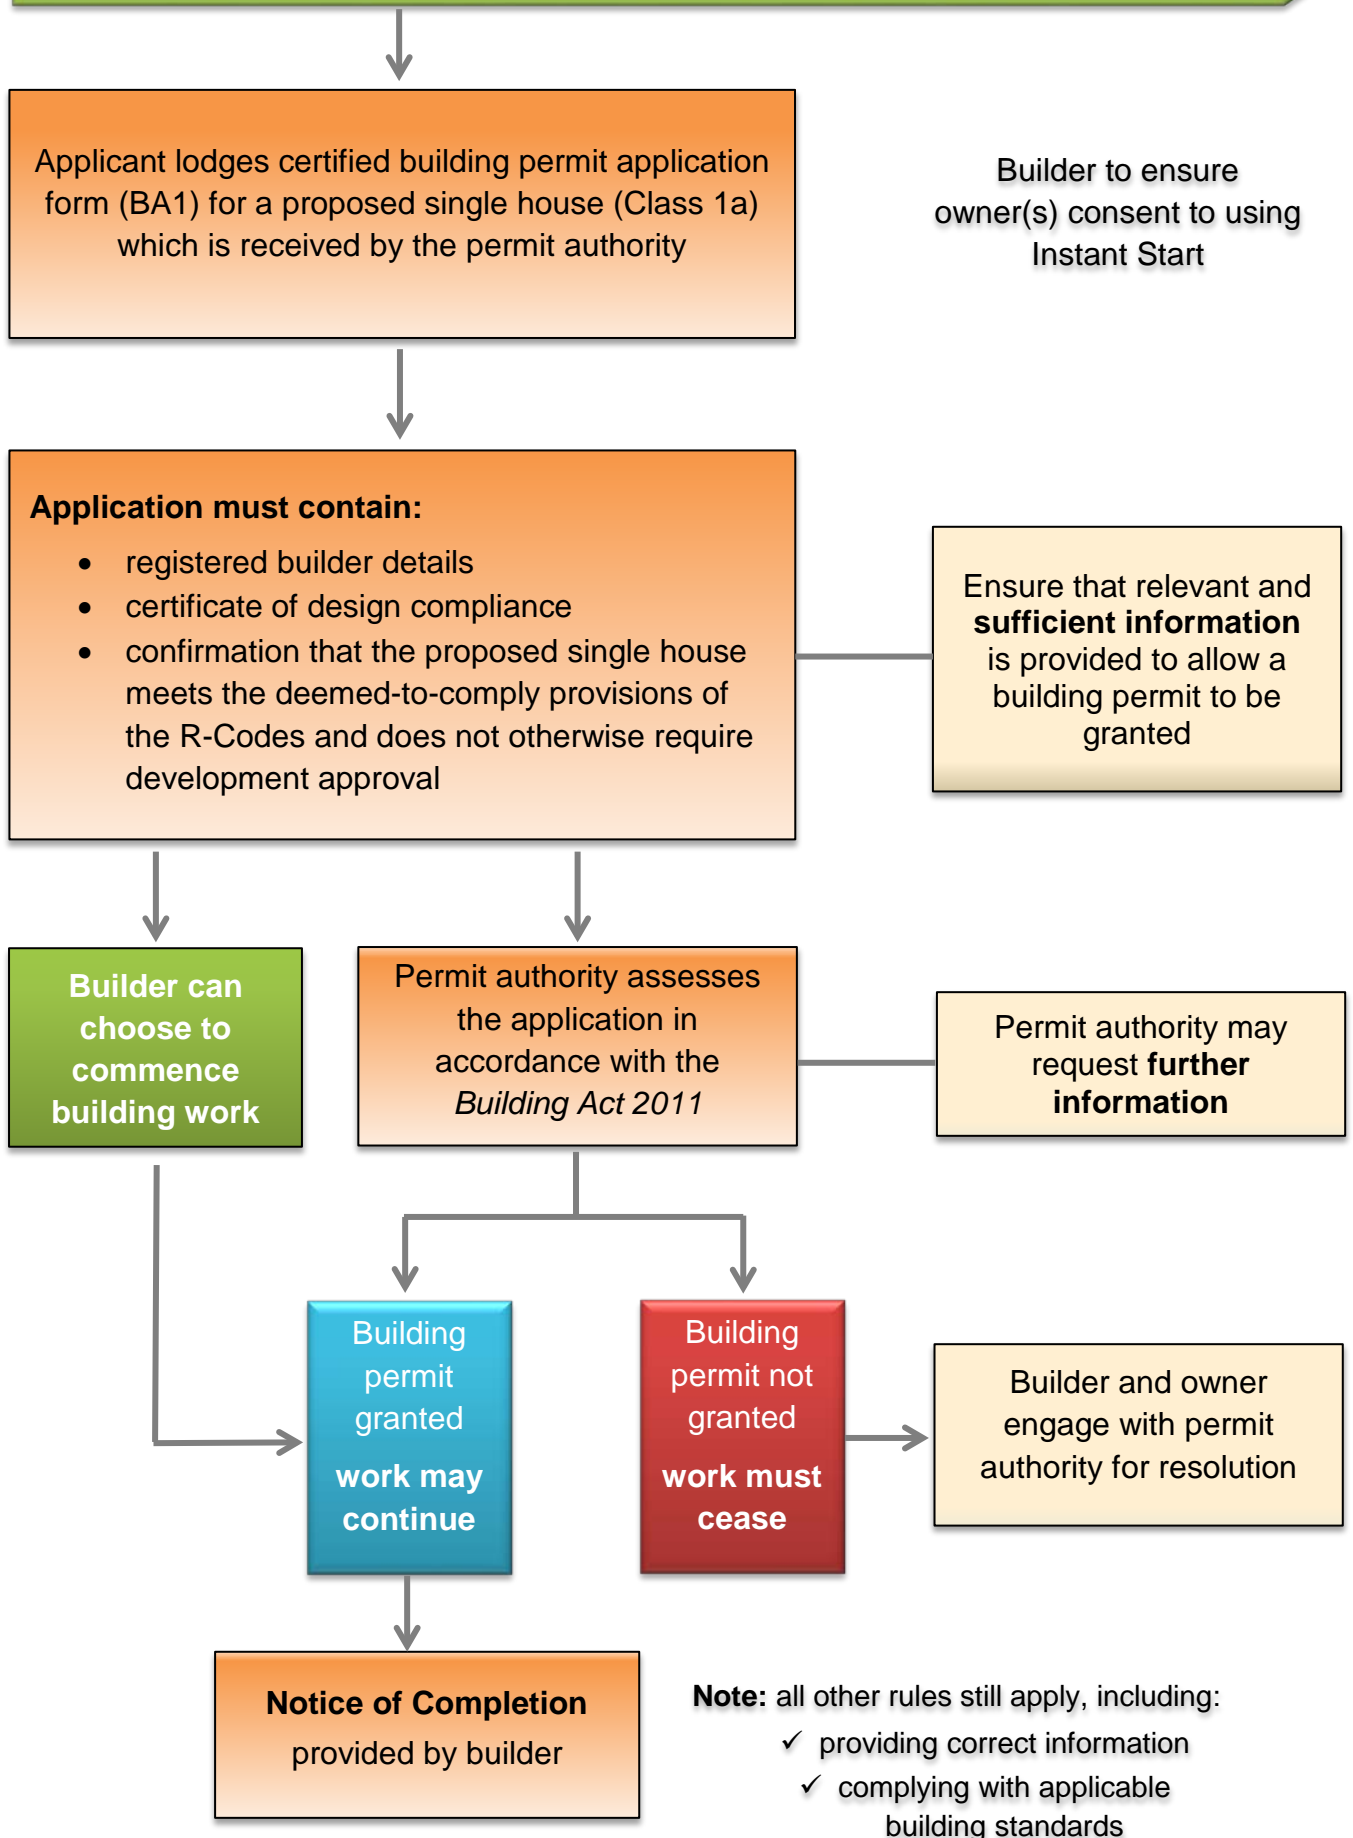 Applicant lodges certified building permit application
form (BA1) for a proposed single house (Class 1a)
which is received by the permit authority
Builder to ensure
owner(s) consent to using
Instant Start
Application must contain:
• registered builder details
• certificate of design compliance
• confirmation that the proposed single house
meets the deemed-to-comply provisions of
the R-Codes and does not otherwise require
development approval
Ensure that relevant and
sufficient information
is provided to allow a
building permit to be
granted
Builder can
choose to
commence
building work
Permit authority assesses
the application in
accordance with the
Building Act 2011
Permit authority may
request further
information
Building
permit
granted
work may
continue
Building
permit not
granted
work must
cease
Builder and owner
engage with permit
authority for resolution
Notice of Completion
provided by builder
Note: all other rules still apply, including:
✓ providing correct information
✓ complying with applicable
building standards